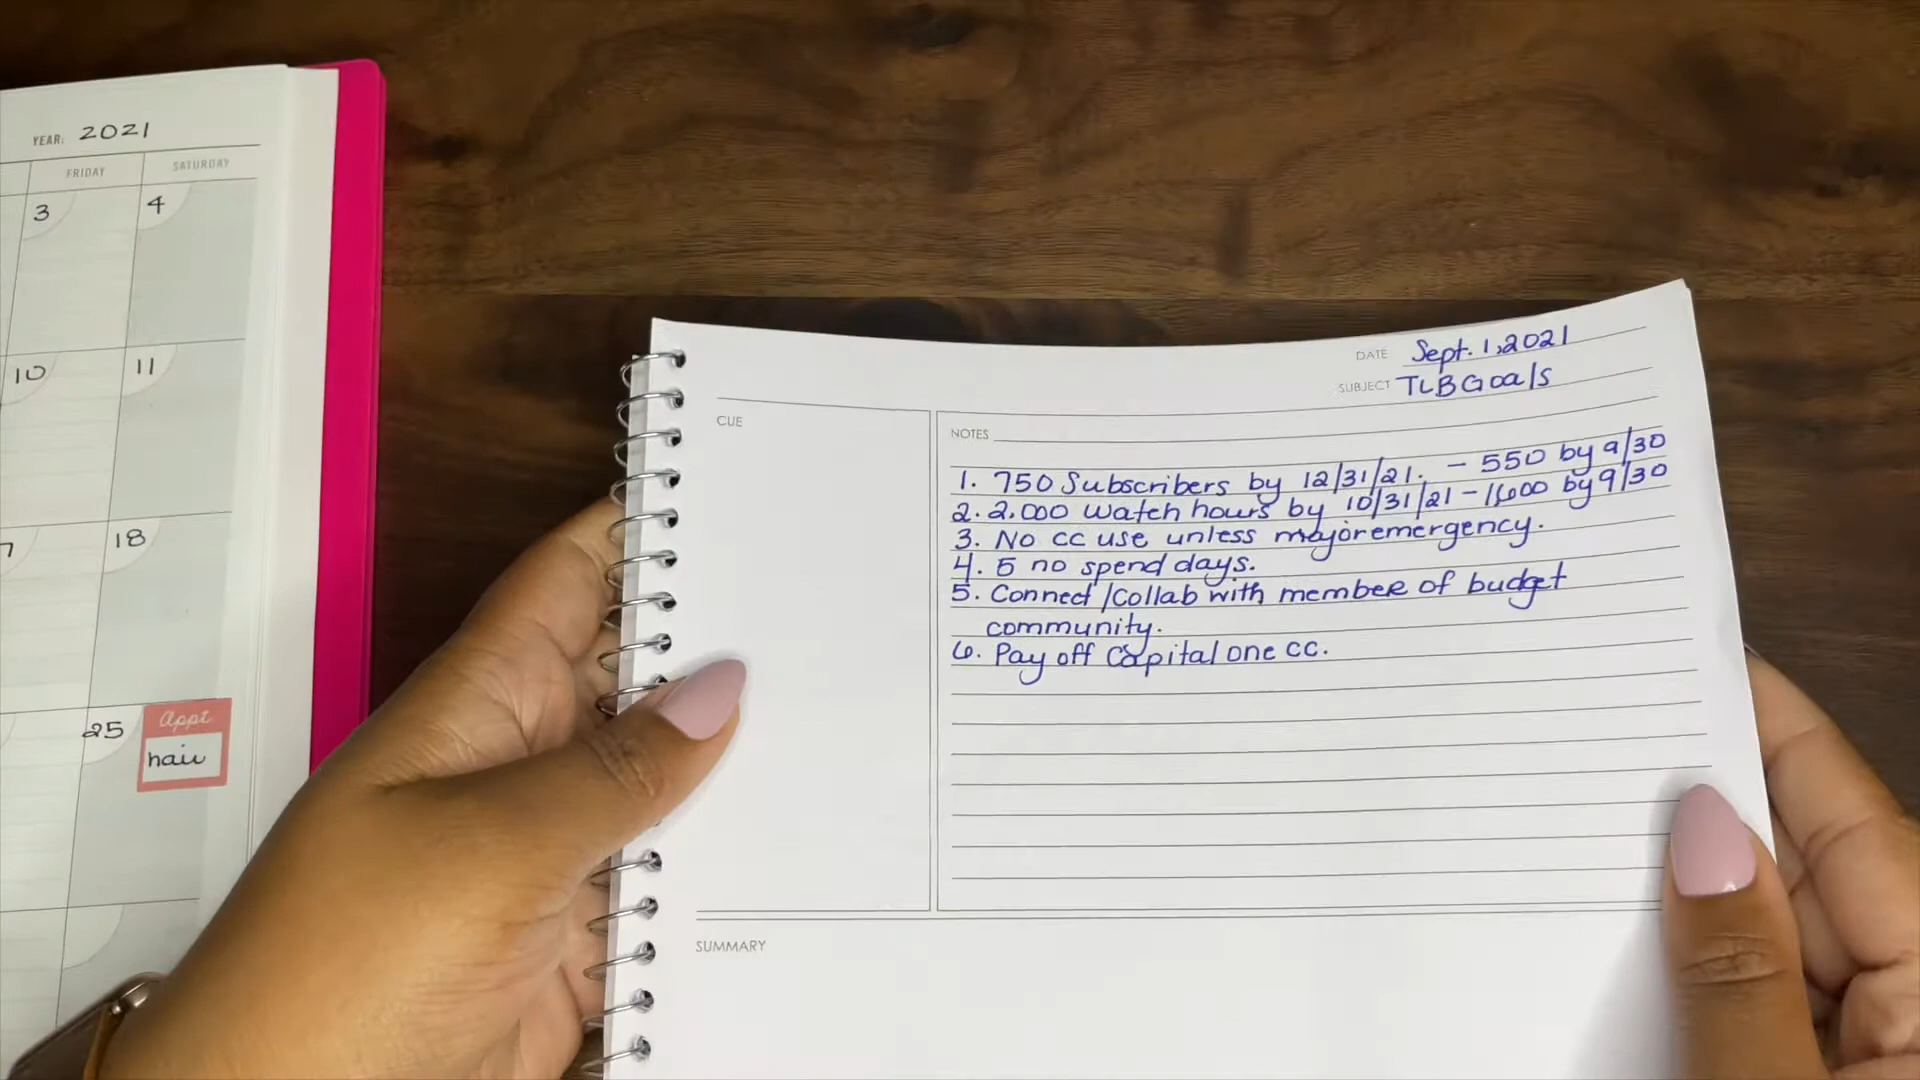 YEAR: 2021
FRIDAY SATURDAY
3 4
10 11
18
25
Appt
hair
DATE Sept. 1, 2021
SUBJECT TLB Goals
CUE
NOTES
1. 750 Subscribers by 12/31/21. - 550 by 9/30
2. 2,000 watch hours by 10/31/21 - 1600 by 9/30
3. No cc use unless major emergency.
4. 5 no spend days.
5. Connect/collab with member of budget
community.
6. Pay off Capital one cc.
SUMMARY